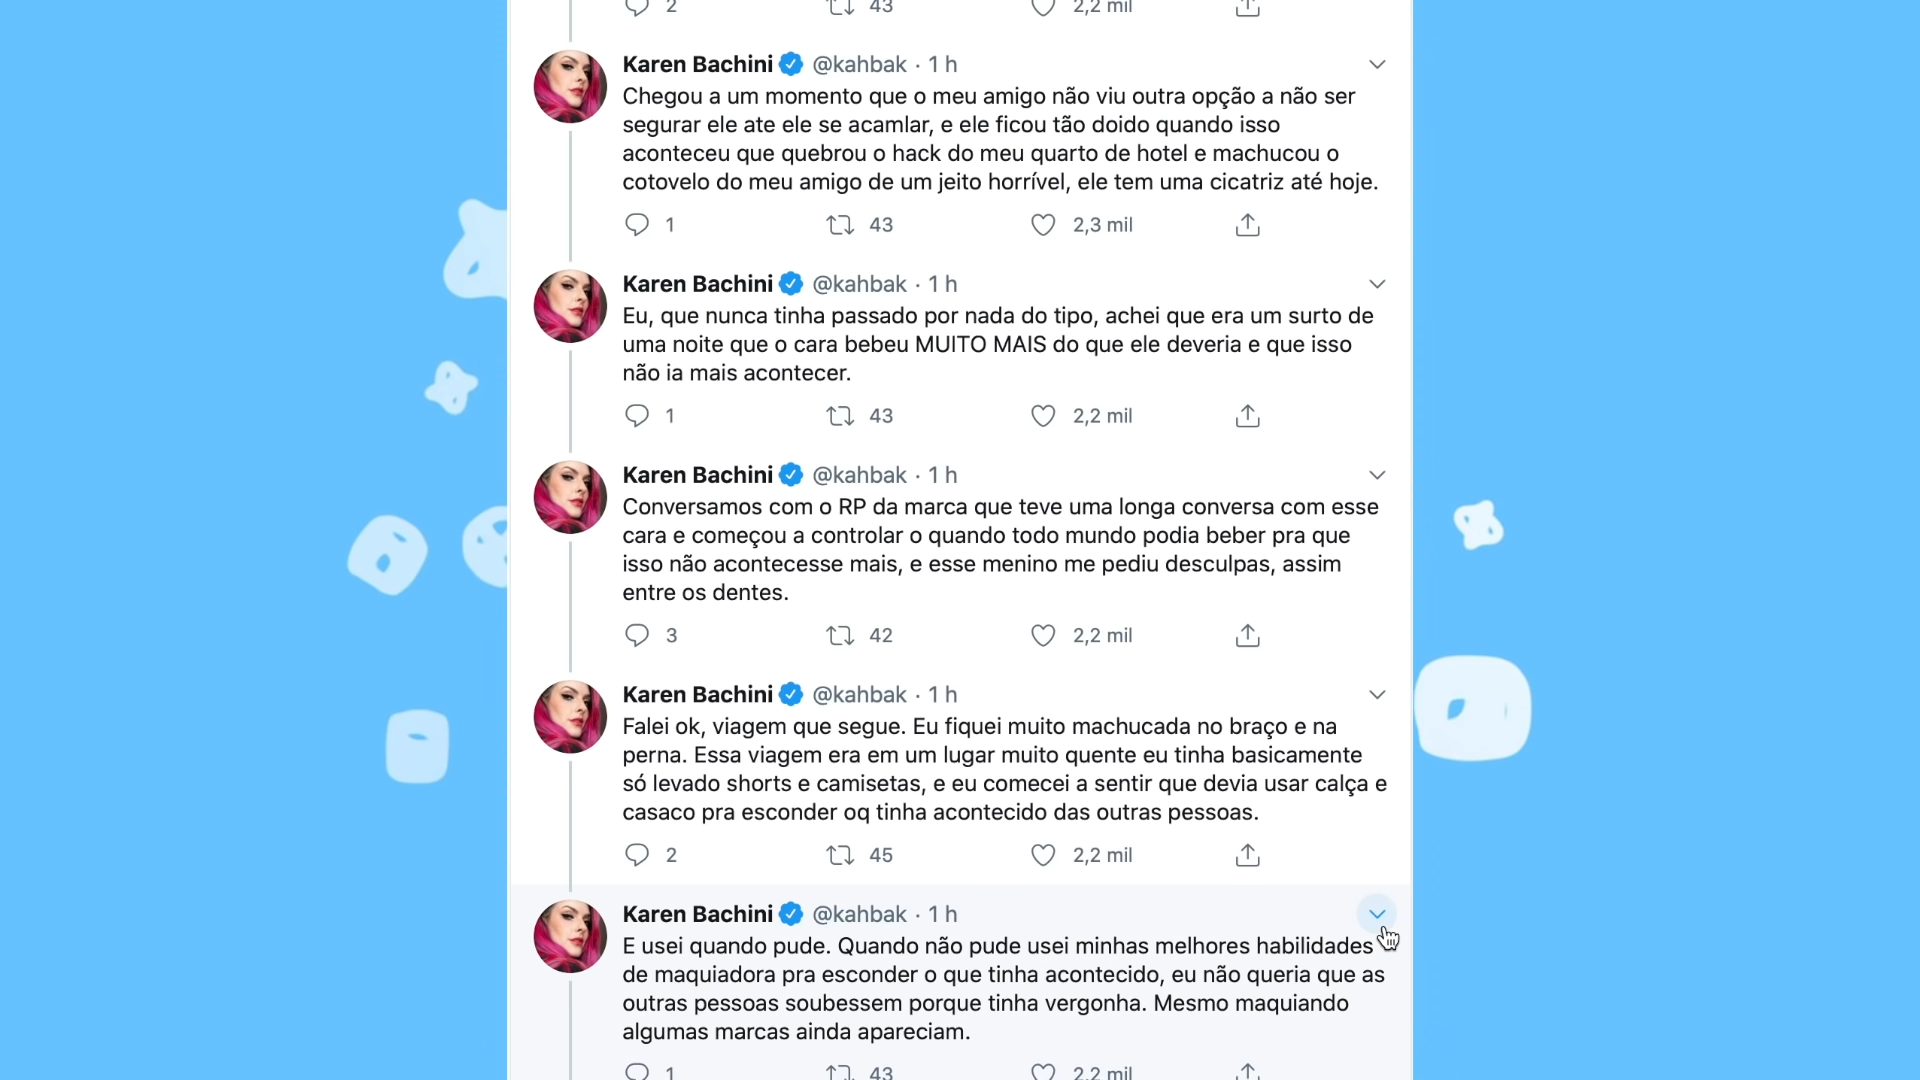 2 43 2,2 mil
Karen Bachini @kahbak · 1 h
Chegou a um momento que o meu amigo não viu outra opção a não ser
segurar ele ate ele se acamlar, e ele ficou tão doido quando isso
aconteceu que quebrou o hack do meu quarto de hotel e machucou o
cotovelo do meu amigo de um jeito horrível, ele tem uma cicatriz até hoje.
1 43 2,3 mil
Karen Bachini @kahbak · 1 h
Eu, que nunca tinha passado por nada do tipo, achei que era um surto de
uma noite que o cara bebeu MUITO MAIS do que ele deveria e que isso
não ia mais acontecer.
1 43 2,2 mil
Karen Bachini @kahbak · 1 h
Conversamos com o RP da marca que teve uma longa conversa com esse
cara e começou a controlar o quando todo mundo podia beber pra que
isso não acontecesse mais, e esse menino me pediu desculpas, assim
entre os dentes.
3 42 2,2 mil
Karen Bachini @kahbak · 1 h
Falei ok, viagem que segue. Eu fiquei muito machucada no braço e na
perna. Essa viagem era em um lugar muito quente eu tinha basicamente
só levado shorts e camisetas, e eu comecei a sentir que devia usar calça e
casaco pra esconder oq tinha acontecido das outras pessoas.
2 45 2,2 mil
Karen Bachini @kahbak · 1 h
E usei quando pude. Quando não pude usei minhas melhores habilidades
de maquiadora pra esconder o que tinha acontecido, eu não queria que as
outras pessoas soubessem porque tinha vergonha. Mesmo maquiando
algumas marcas ainda apareciam.
1 43 2,2 mil